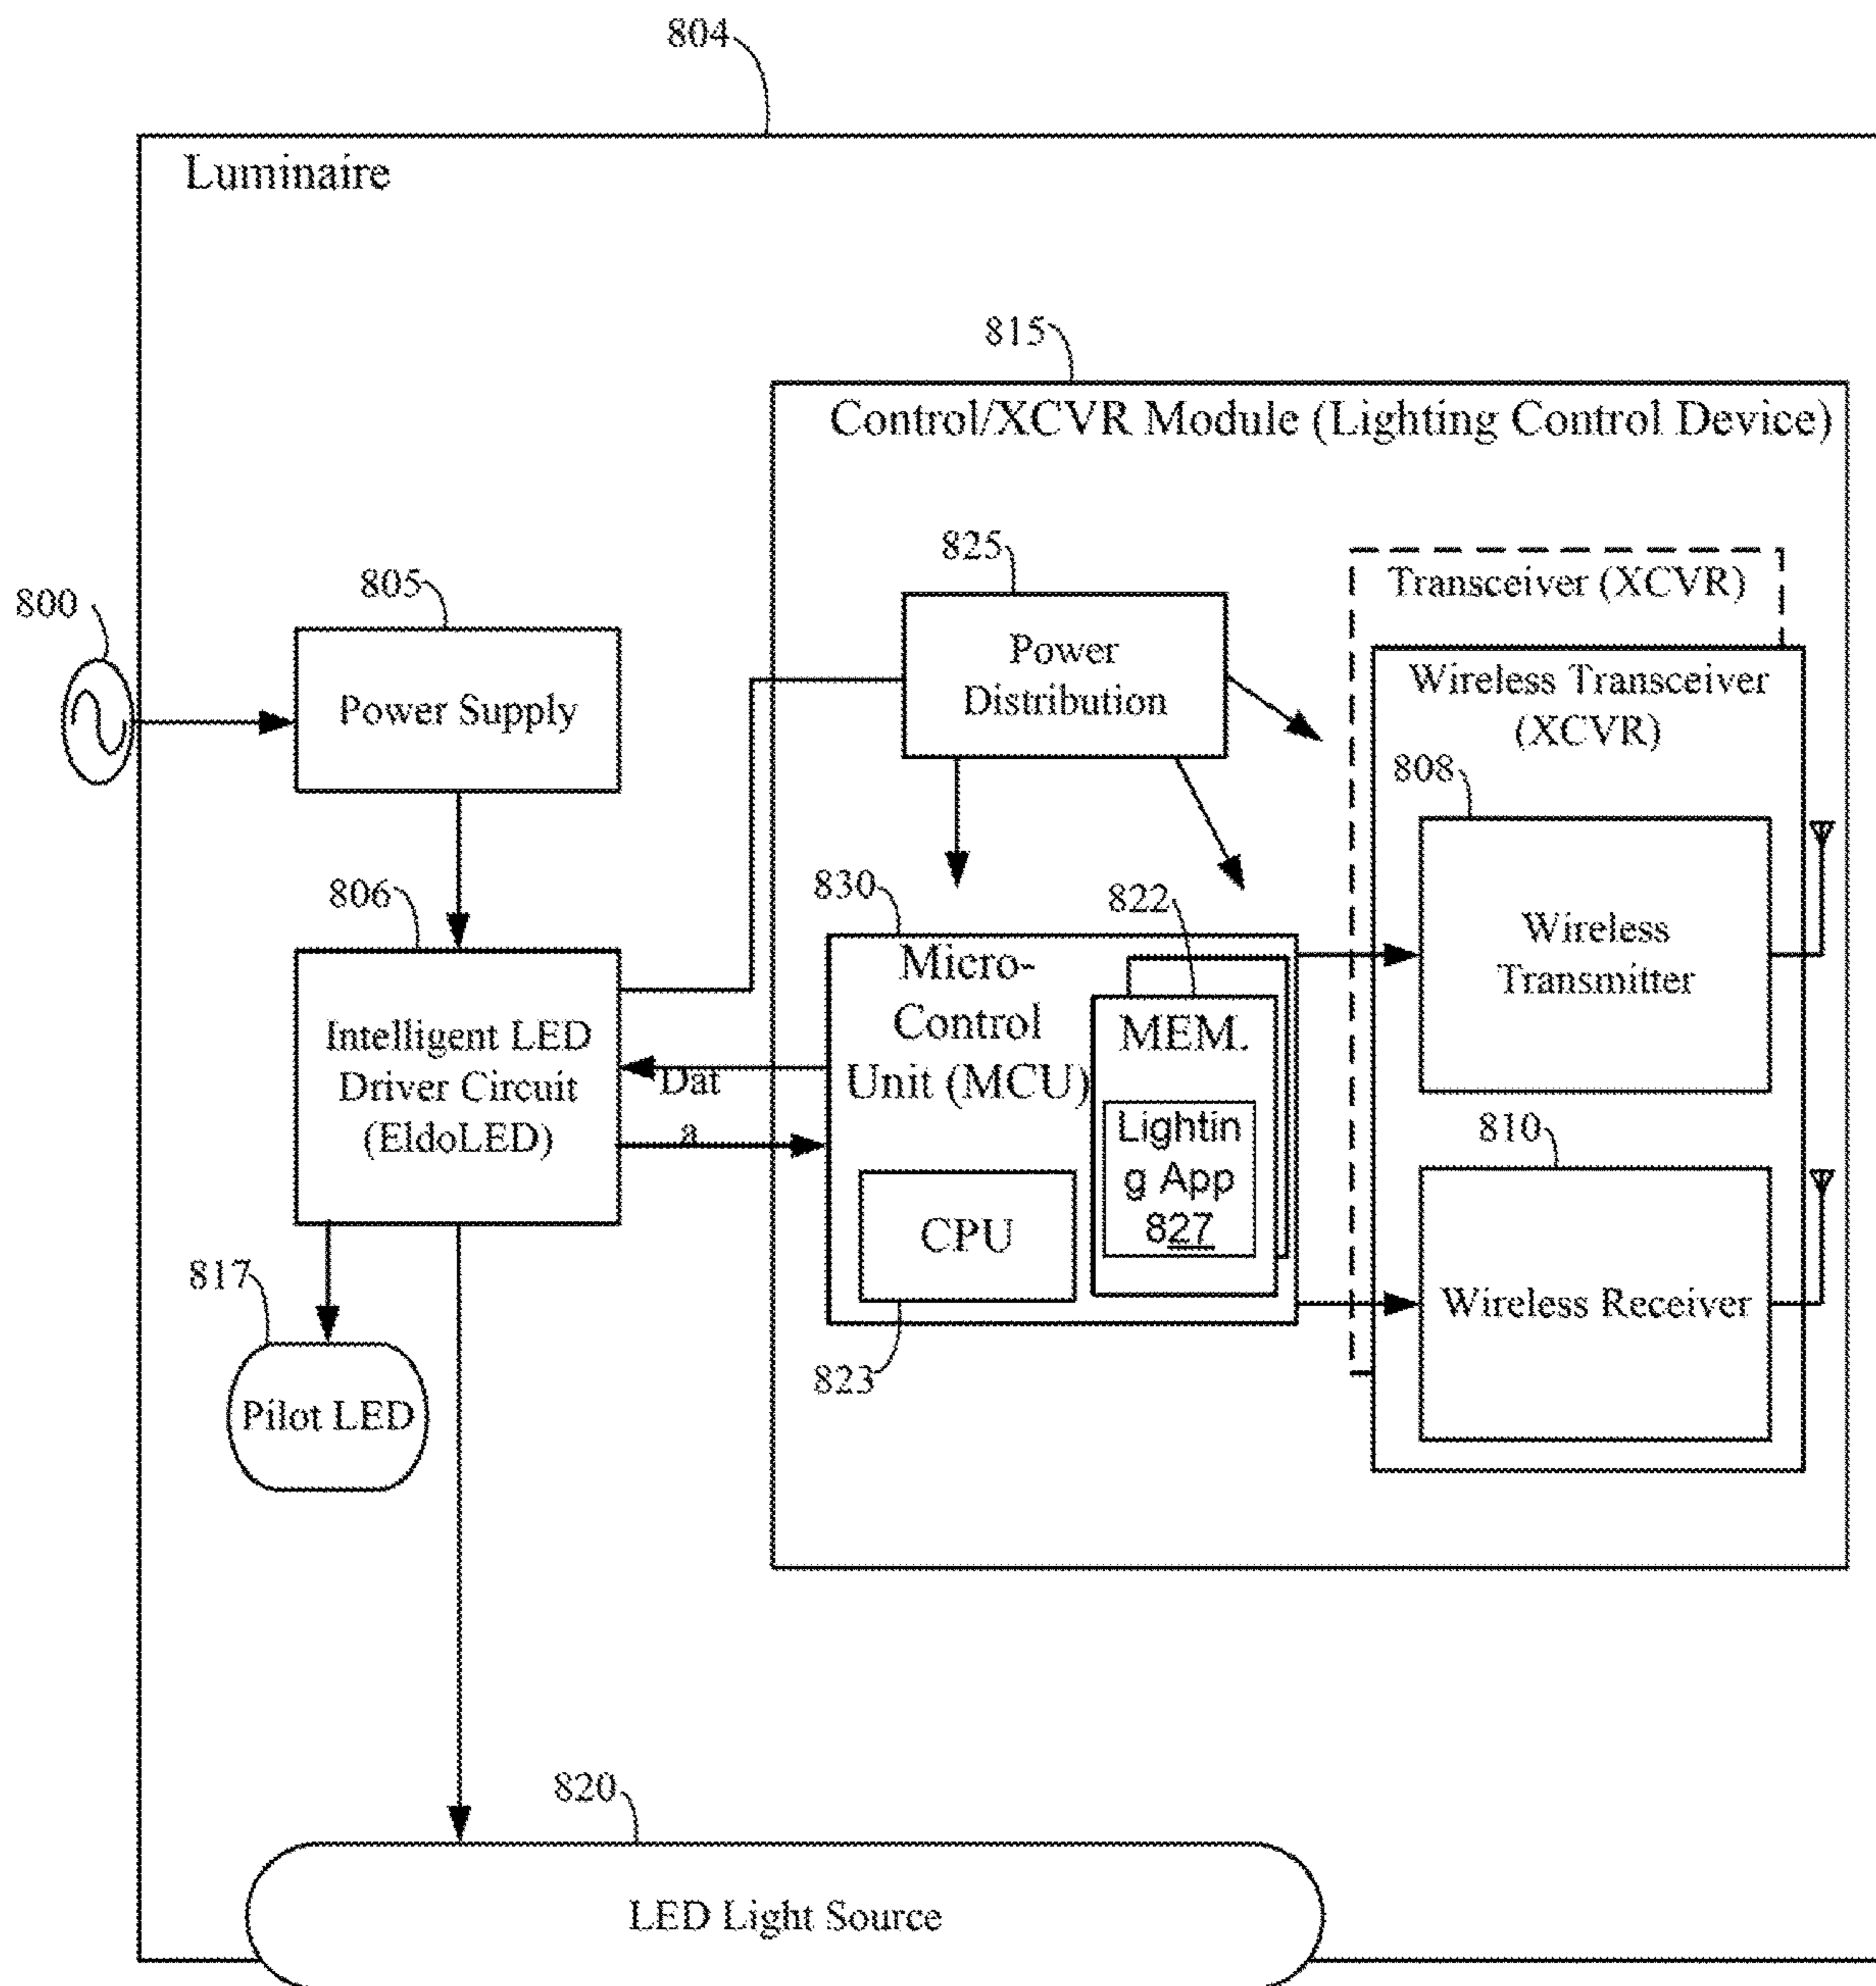 804
Luminaire
815
Control/XCVR Module (Lighting Control Device)
825
Transceiver (XCVR)
805
800
Power
Distribution
Wireless Transceiver
(XCVR)
Power Supply
808
806
830
822
Wireless
Transmitter
Micro-
Control
Unit (MCU)
MEM.
Intelligent LED
Driver Circuit
(EldoLED)
Dat
a
Lightin
g App
827
810
CPU
817
Wireless Receiver
823
Pilot LED
820
LED Light Source